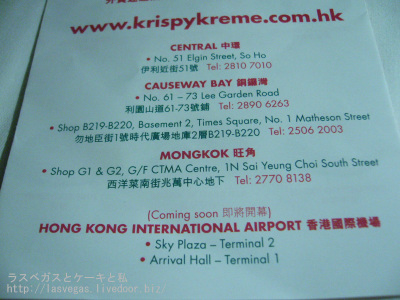 www.krispykreme.com.hk
CENTRAL 中環
• No. 51 Elgin Street, So Ho
伊利近街51號 Tel: 2810 7010
CAUSEWAY BAY 銅鑼灣
• No. 61 – 73 Lee Garden Road
利園山道61-73號舖 Tel: 2890 6263
• Shop B219-B220, Basement 2, Times Square, No. 1 Matheson Street
勿地臣街1號時代廣場地庫2層B219-B220 Tel: 2506 2003
MONGKOK 旺角
• Shop G1 & G2, G/F CTMA Centre, 1N Sai Yeung Choi South Street
西洋菜南街兆萬中心地下 Tel: 2770 8138
(Coming soon 即將開幕)
HONG KONG INTERNATIONAL AIRPORT 香港國際機場
• Sky Plaza – Terminal 2
• Arrival Hall – Terminal 1
ラスベガスとケーキと私
http://lasvegas.livedoor.biz/